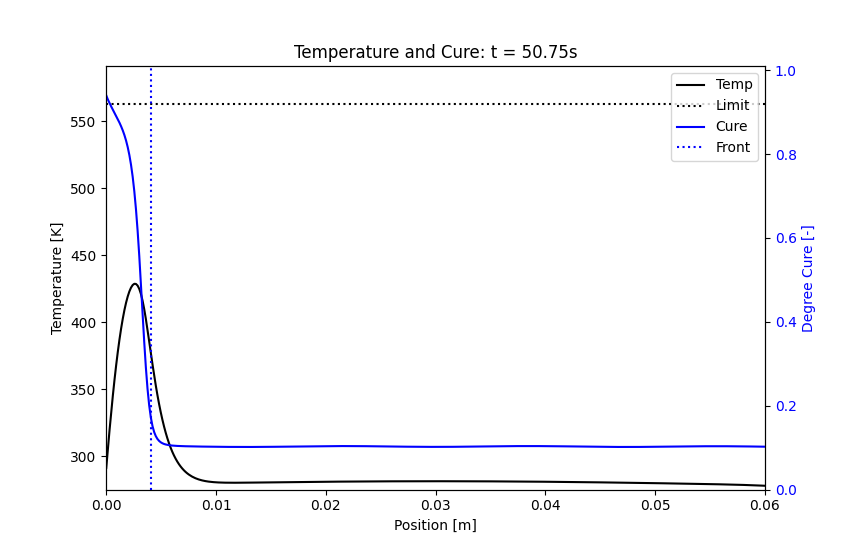 Temperature and Cure: t = 50.75s
Temp
Limit
Cure
Front
550
500
450
400
350
300
Temperature [K]
1.0
0.8
0.6
0.4
0.2
0.0
Degree Cure [-]
0.00 0.01 0.02 0.03 0.04 0.05 0.06
Position [m]